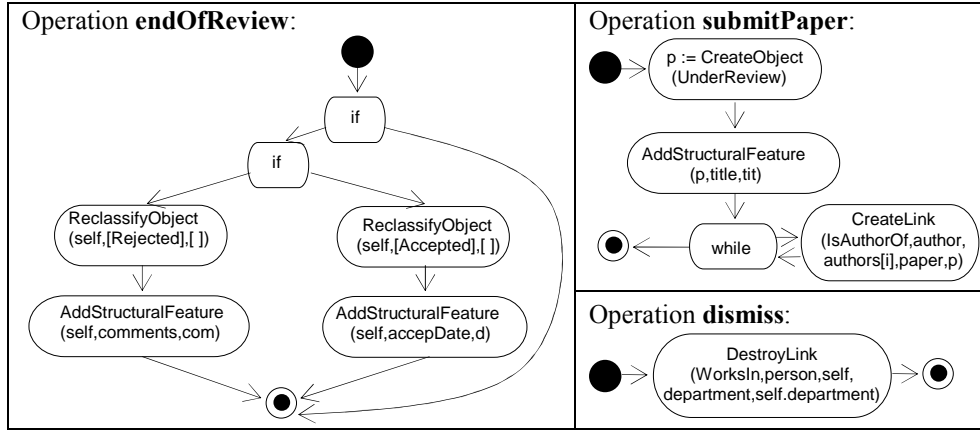 Operation endOfReview:
if
if
ReclassifyObject
(self,[Rejected],[ ])
ReclassifyObject
(self,[Accepted],[ ])
AddStructuralFeature
(self,comments,com)
AddStructuralFeature
(self,accepDate,d)
Operation submitPaper:
p := CreateObject
(UnderReview)
AddStructuralFeature
(p,title,tit)
while
CreateLink
(IsAuthorOf,author,
authors[i],paper,p)
Operation dismiss:
DestroyLink
(WorksIn,person,self,
department,self.department)